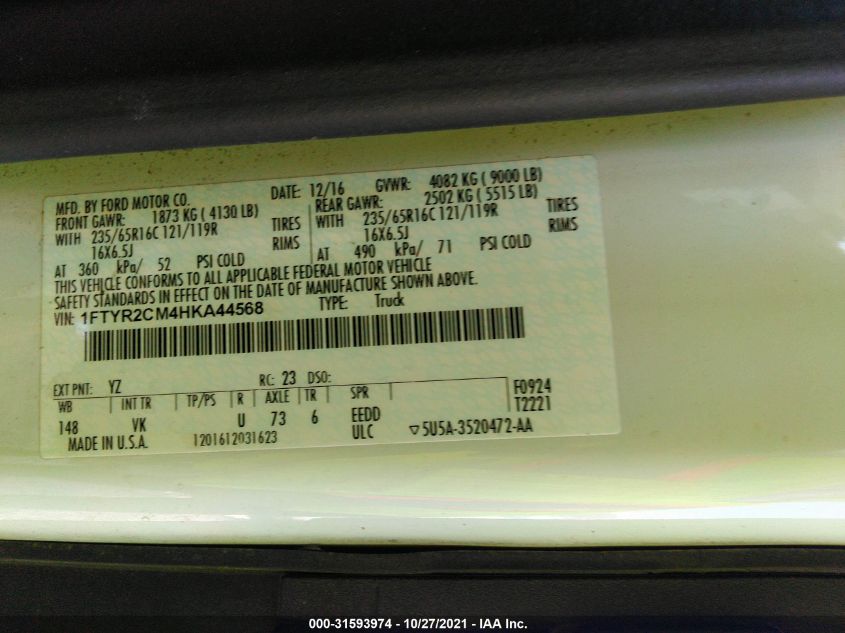 MFD. BY FORD MOTOR CO. DATE: 12/16 GVWR: 4082 KG ( 9000 LB)
FRONT GAWR: 1873 KG ( 4130 LB) REAR GAWR: 2502 KG ( 5515 LB)
WITH 235/65R16C 121/119R TIRES WITH 235/65R16C 121/119R TIRES
16X6.5J RIMS 16X6.5J RIMS
AT 360 kPa/ 52 PSI COLD AT 490 kPa/ 71 PSI COLD
THIS VEHICLE CONFORMS TO ALL APPLICABLE FEDERAL MOTOR VEHICLE
SAFETY STANDARDS IN EFFECT ON THE DATE OF MANUFACTURE SHOWN ABOVE.
VIN: 1FTYR2CM4HKA44568 TYPE: Truck
EXT PNT: YZ RC: 23 DSO: F0924
WB INT TR TP/PS R AXLE TR SPR T2221
148 VK U 73 6 EEDD
MADE IN U.S.A. 1201612031623 ULC ▽5U5A-3520472-AA
000-31593974 - 10/27/2021 - IAA Inc.